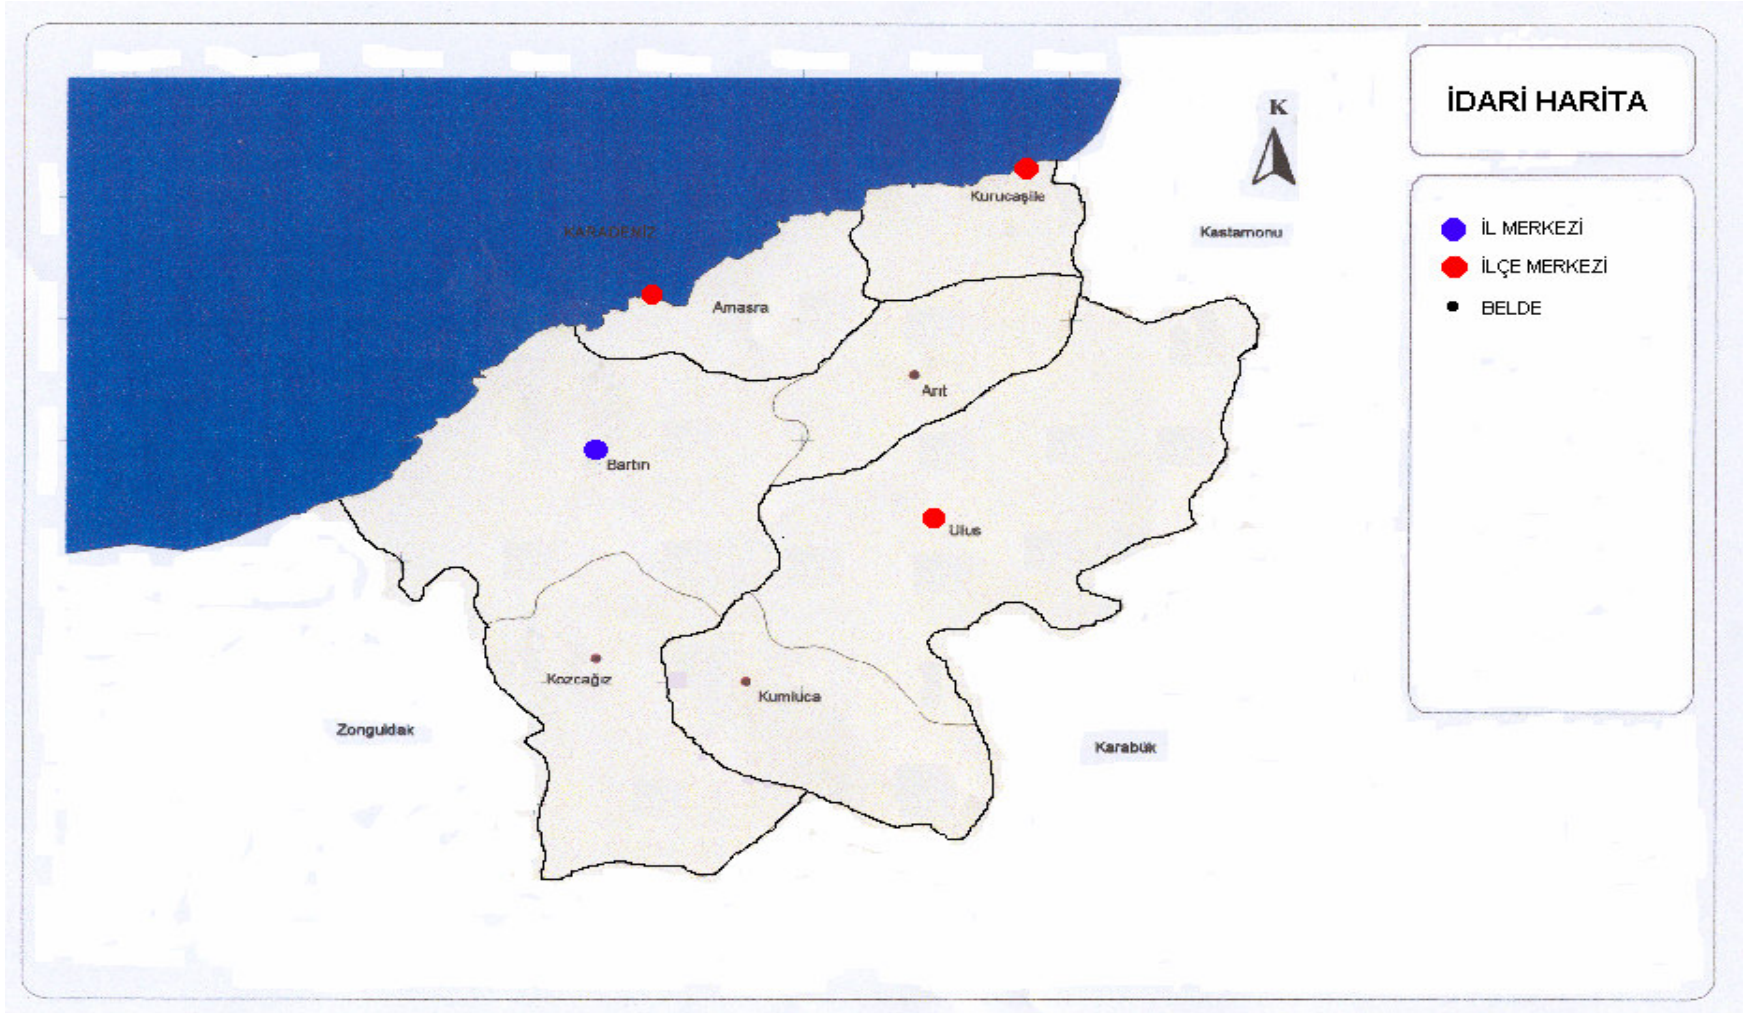 İDARİ HARİTA
K
İL MERKEZİ
İLÇE MERKEZİ
BELDE
KARADENİZ
Kurucaşile
Kastamonu
Amasra
Arıt
Bartın
Ulus
Kozcağız
Kumluca
Zonguldak
Karabük